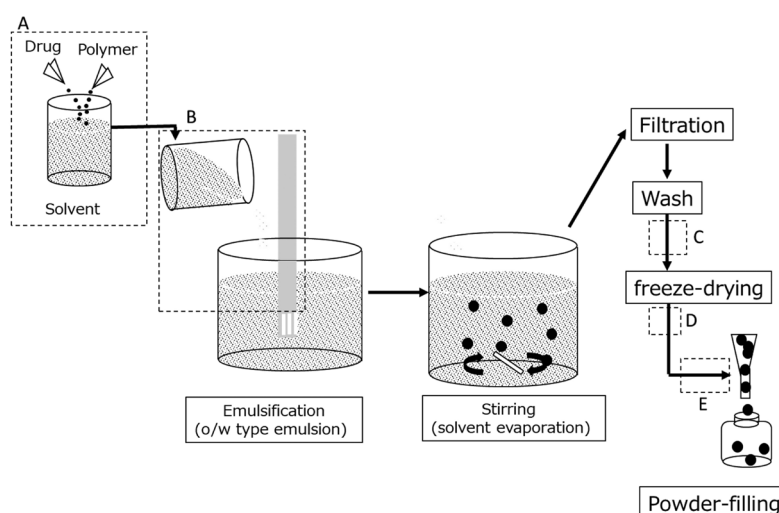 A
Drug
Polymer
Solvent
B
Emulsification
(o/w type emulsion)
Stirring
(solvent evaporation)
Filtration
Wash
C
freeze-drying
D
E
Powder-filling